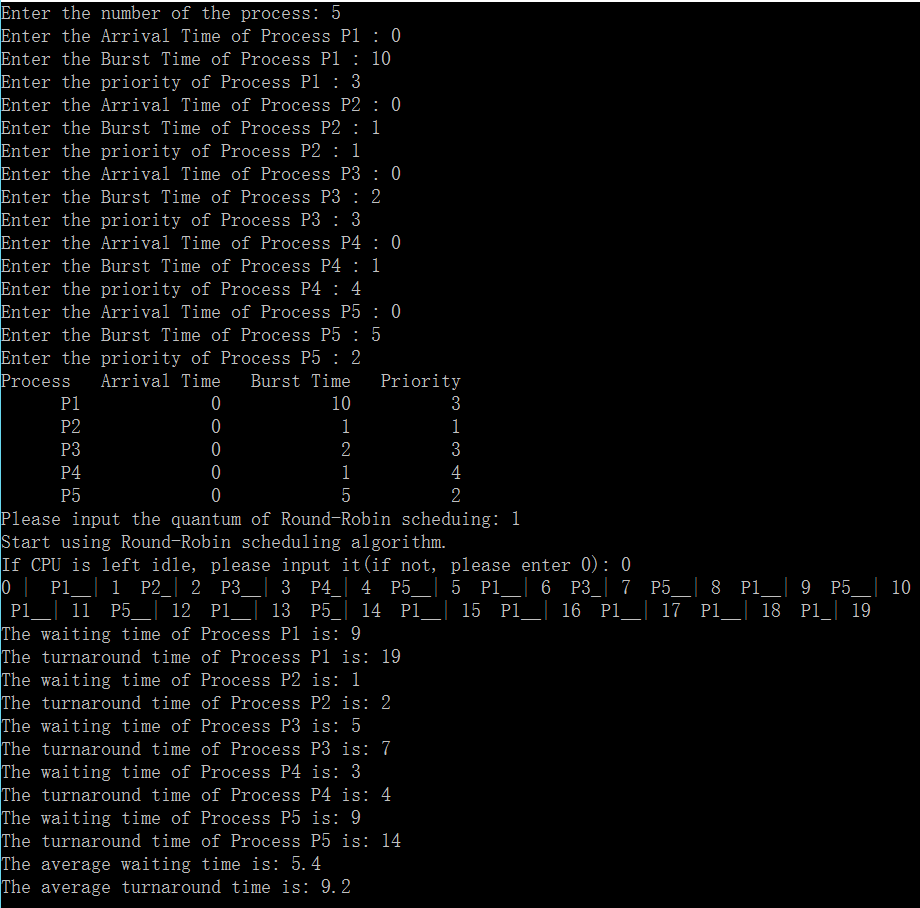 Enter the number of the process: 5
Enter the Arrival Time of Process P1 : 0
Enter the Burst Time of Process P1 : 10
Enter the priority of Process P1 : 3
Enter the Arrival Time of Process P2 : 0
Enter the Burst Time of Process P2 : 1
Enter the priority of Process P2 : 1
Enter the Arrival Time of Process P3 : 0
Enter the Burst Time of Process P3 : 2
Enter the priority of Process P3 : 3
Enter the Arrival Time of Process P4 : 0
Enter the Burst Time of Process P4 : 1
Enter the priority of Process P4 : 4
Enter the Arrival Time of Process P5 : 0
Enter the Burst Time of Process P5 : 5
Enter the priority of Process P5 : 2
Process   Arrival Time   Burst Time   Priority
      P1             0           10          3
      P2             0            1          1
      P3             0            2          3
      P4             0            1          4
      P5             0            5          2
Please input the quantum of Round-Robin scheduing: 1
Start using Round-Robin scheduling algorithm.
If CPU is left idle, please input it(if not, please enter 0): 0
0 |  P1__| 1  P2_| 2  P3__| 3  P4_| 4  P5__| 5  P1__| 6  P3_| 7  P5__| 8  P1__| 9  P5__| 10
 P1__| 11  P5__| 12  P1__| 13  P5_| 14  P1__| 15  P1__| 16  P1__| 17  P1__| 18  P1_| 19
The waiting time of Process P1 is: 9
The turnaround time of Process P1 is: 19
The waiting time of Process P2 is: 1
The turnaround time of Process P2 is: 2
The waiting time of Process P3 is: 5
The turnaround time of Process P3 is: 7
The waiting time of Process P4 is: 3
The turnaround time of Process P4 is: 4
The waiting time of Process P5 is: 9
The turnaround time of Process P5 is: 14
The average waiting time is: 5.4
The average turnaround time is: 9.2